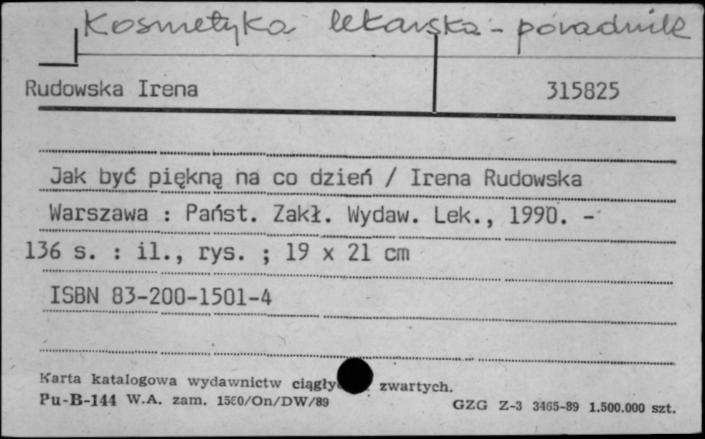 Kosmetyka lekarska - poradnik
Rudowska Irena 315825
Jak być piękną na co dzień / Irena Rudowska
Warszawa : Państ. Zakł. Wydaw. Lek., 1990. -
136 s. : il., rys. ; 19 x 21 cm
ISBN 83-200-1501-4
Karta katalogowa wydawnictw ciągły zwartych.
Pu-B-144 W.A. zam. 1580/On/DW/89 GZG Z-3 3465-89 1.500.000 szt.